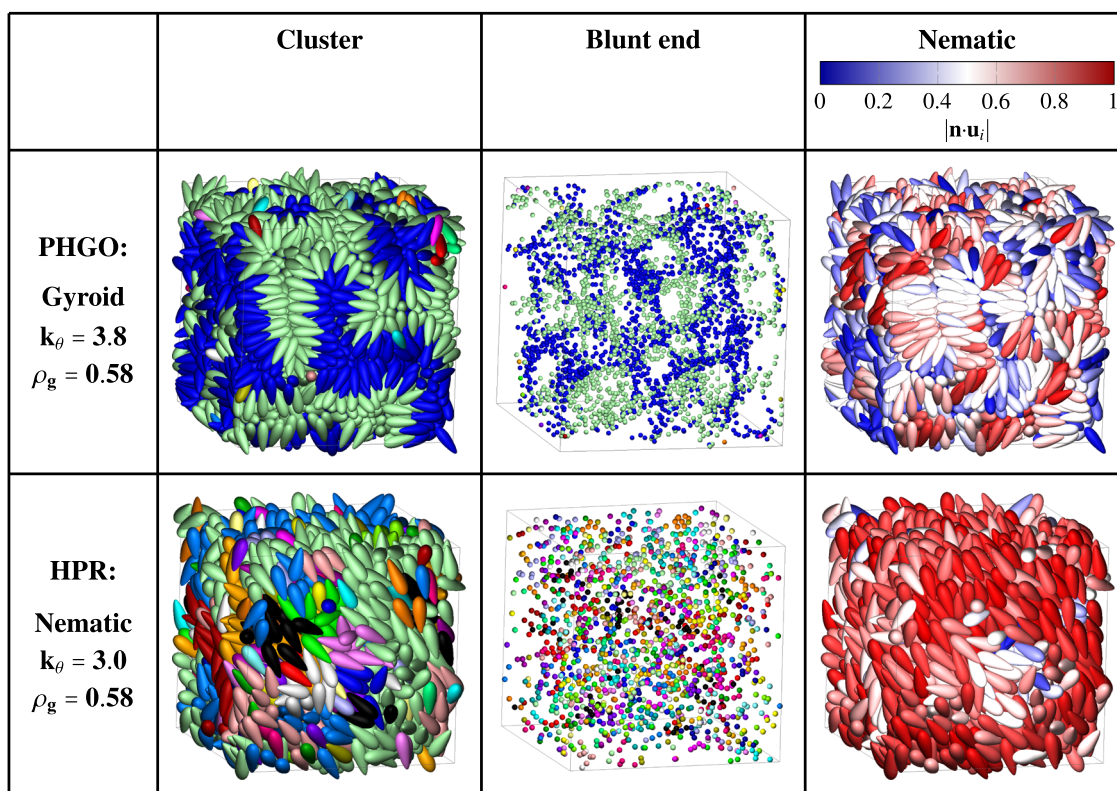 Cluster
Blunt end
Nematic
0 0.2 0.4 0.6 0.8 1
|n·uᵢ|
PHGO:
Gyroid
k_θ = 3.8
ρ_g = 0.58
HPR:
Nematic
k_θ = 3.0
ρ_g = 0.58